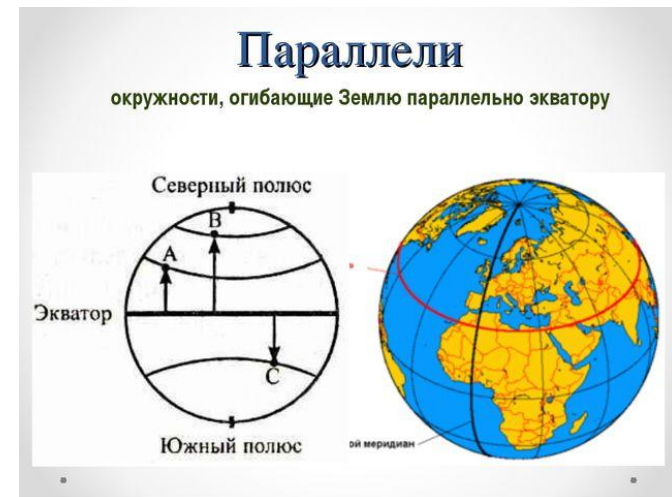 Параллели
окружности, огибающие Землю параллельно экватору
Северный полюс
B
A
Экватор
C
Южный полюс
ой меридиан